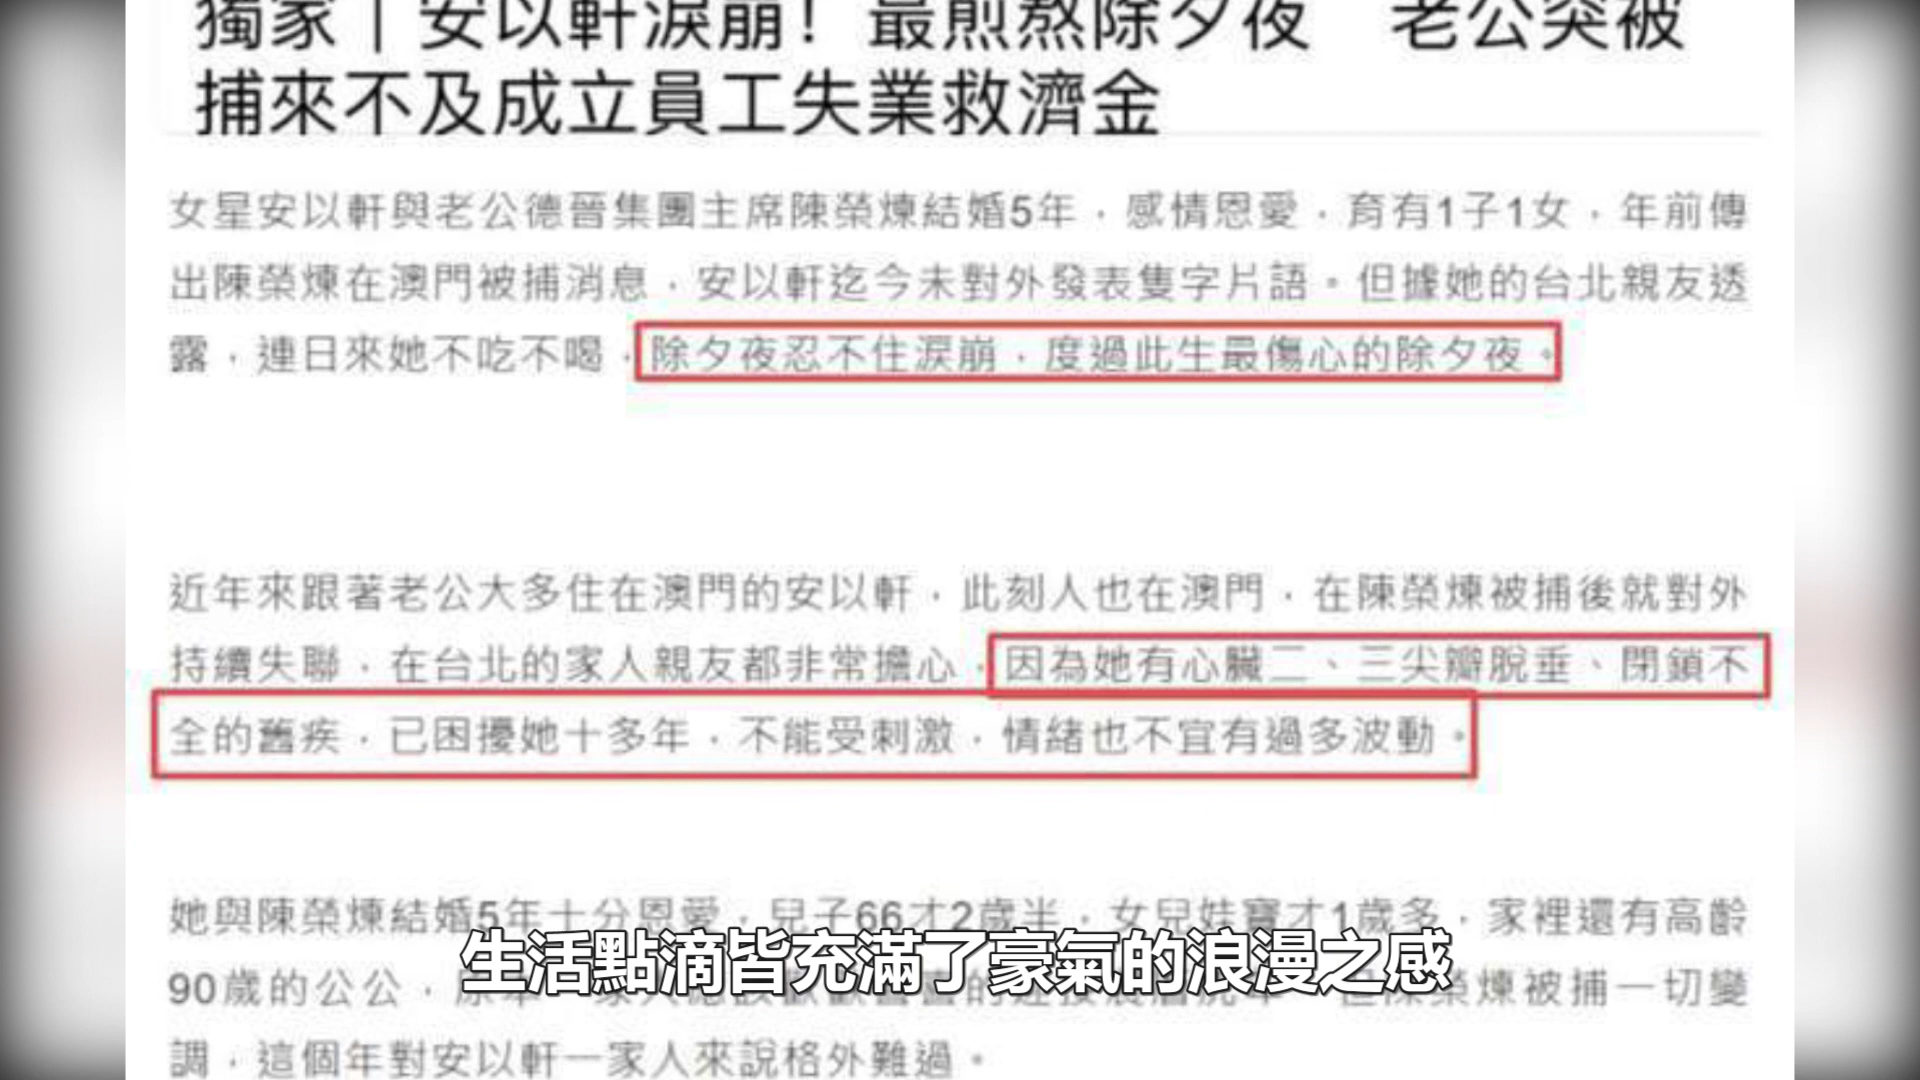 獨家｜安以軒淚崩！最煎熬除夕夜　老公突被
捕來不及成立員工失業救濟金
女星安以軒與老公德晉集團主席陳榮煉結婚5年，感情恩愛，育有1子1女，年前傳
出陳榮煉在澳門被捕消息，安以軒迄今未對外發表隻字片語。但據她的台北親友透
露，連日來她不吃不喝，除夕夜忍不住淚崩，度過此生最傷心的除夕夜。
近年來跟著老公大多住在澳門的安以軒，此刻人也在澳門，在陳榮煉被捕後就對外
持續失聯，在台北的家人親友都非常擔心，因為她有心臟二、三尖瓣脫垂、閉鎖不
全的舊疾，已困擾她十多年，不能受刺激，情緒也不宜有過多波動。
她與陳榮煉結婚5年十分恩愛，兒子66才2歲半，女兒娃寶才1歲多，家裡還有高齡
90歲的公公，陳榮煉被捕一切變
生活點滴皆充滿了豪氣的浪漫之感
調，這個年對安以軒一家人來說格外難過。